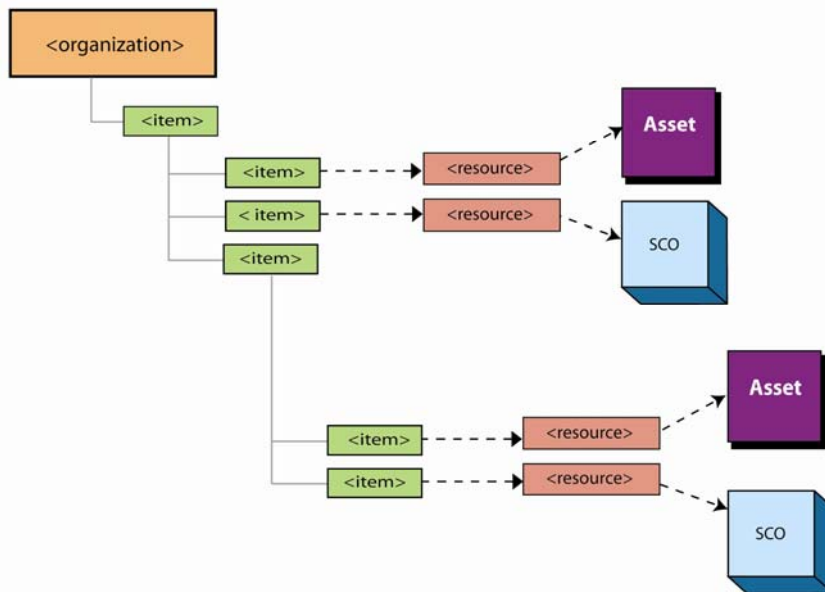 <organization>
<item>
<item>
<resource>
Asset
< item>
<resource>
SCO
<item>
<item>
<resource>
Asset
<item>
<resource>
SCO